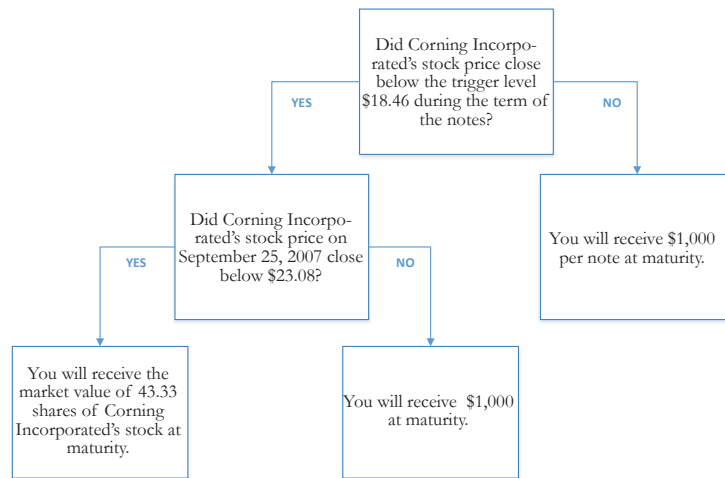 Did Corning Incorpo-
rated's stock price close
below the trigger level
$18.46 during the term of
the notes?
YES
NO
Did Corning Incorpo-
rated's stock price on
September 25, 2007 close
below $23.08?
You will receive $1,000
per note at maturity.
YES
NO
You will receive the
market value of 43.33
shares of Corning
Incorporated's stock at
maturity.
You will receive $1,000
at maturity.